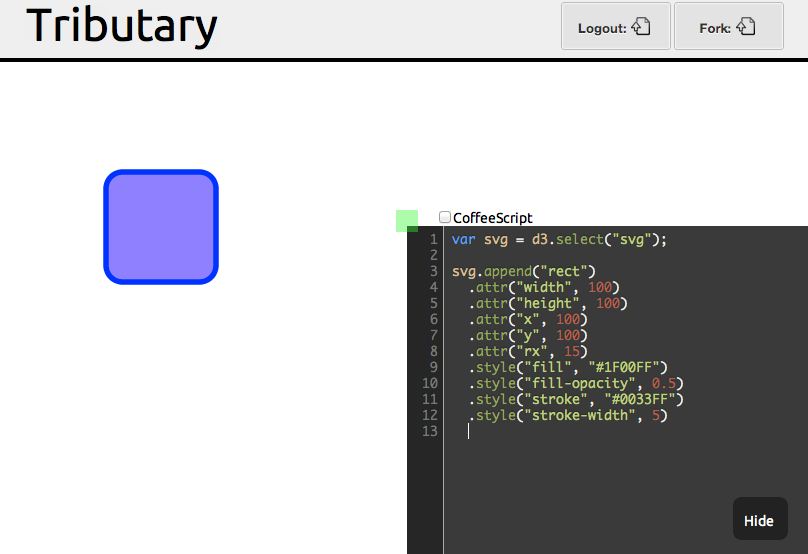 Tributary
Logout:
Fork:
CoffeeScript
1 var svg = d3.select("svg");
2
3 svg.append("rect")
4 .attr("width", 100)
5 .attr("height", 100)
6 .attr("x", 100)
7 .attr("y", 100)
8 .attr("rx", 15)
9 .style("fill", "#1F00FF")
10 .style("fill-opacity", 0.5)
11 .style("stroke", "#0033FF")
12 .style("stroke-width", 5)
13
Hide